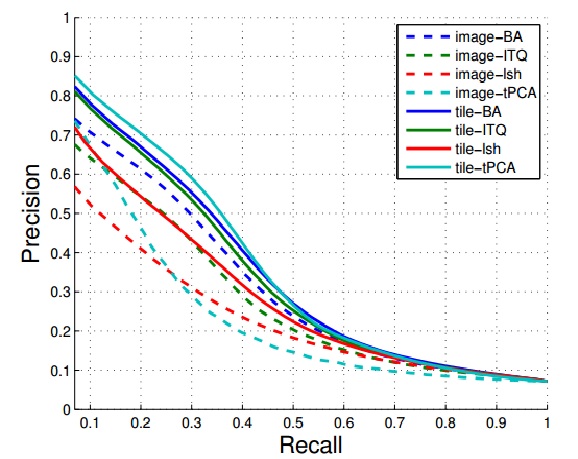 1
0.9
0.8
0.7
0.6
0.5
0.4
0.3
0.2
0.1
0
Precision
image-BA
image-ITQ
image-lsh
image-tPCA
tile-BA
tile-ITQ
tile-lsh
tile-tPCA
0.1 0.2 0.3 0.4 0.5 0.6 0.7 0.8 0.9 1
Recall